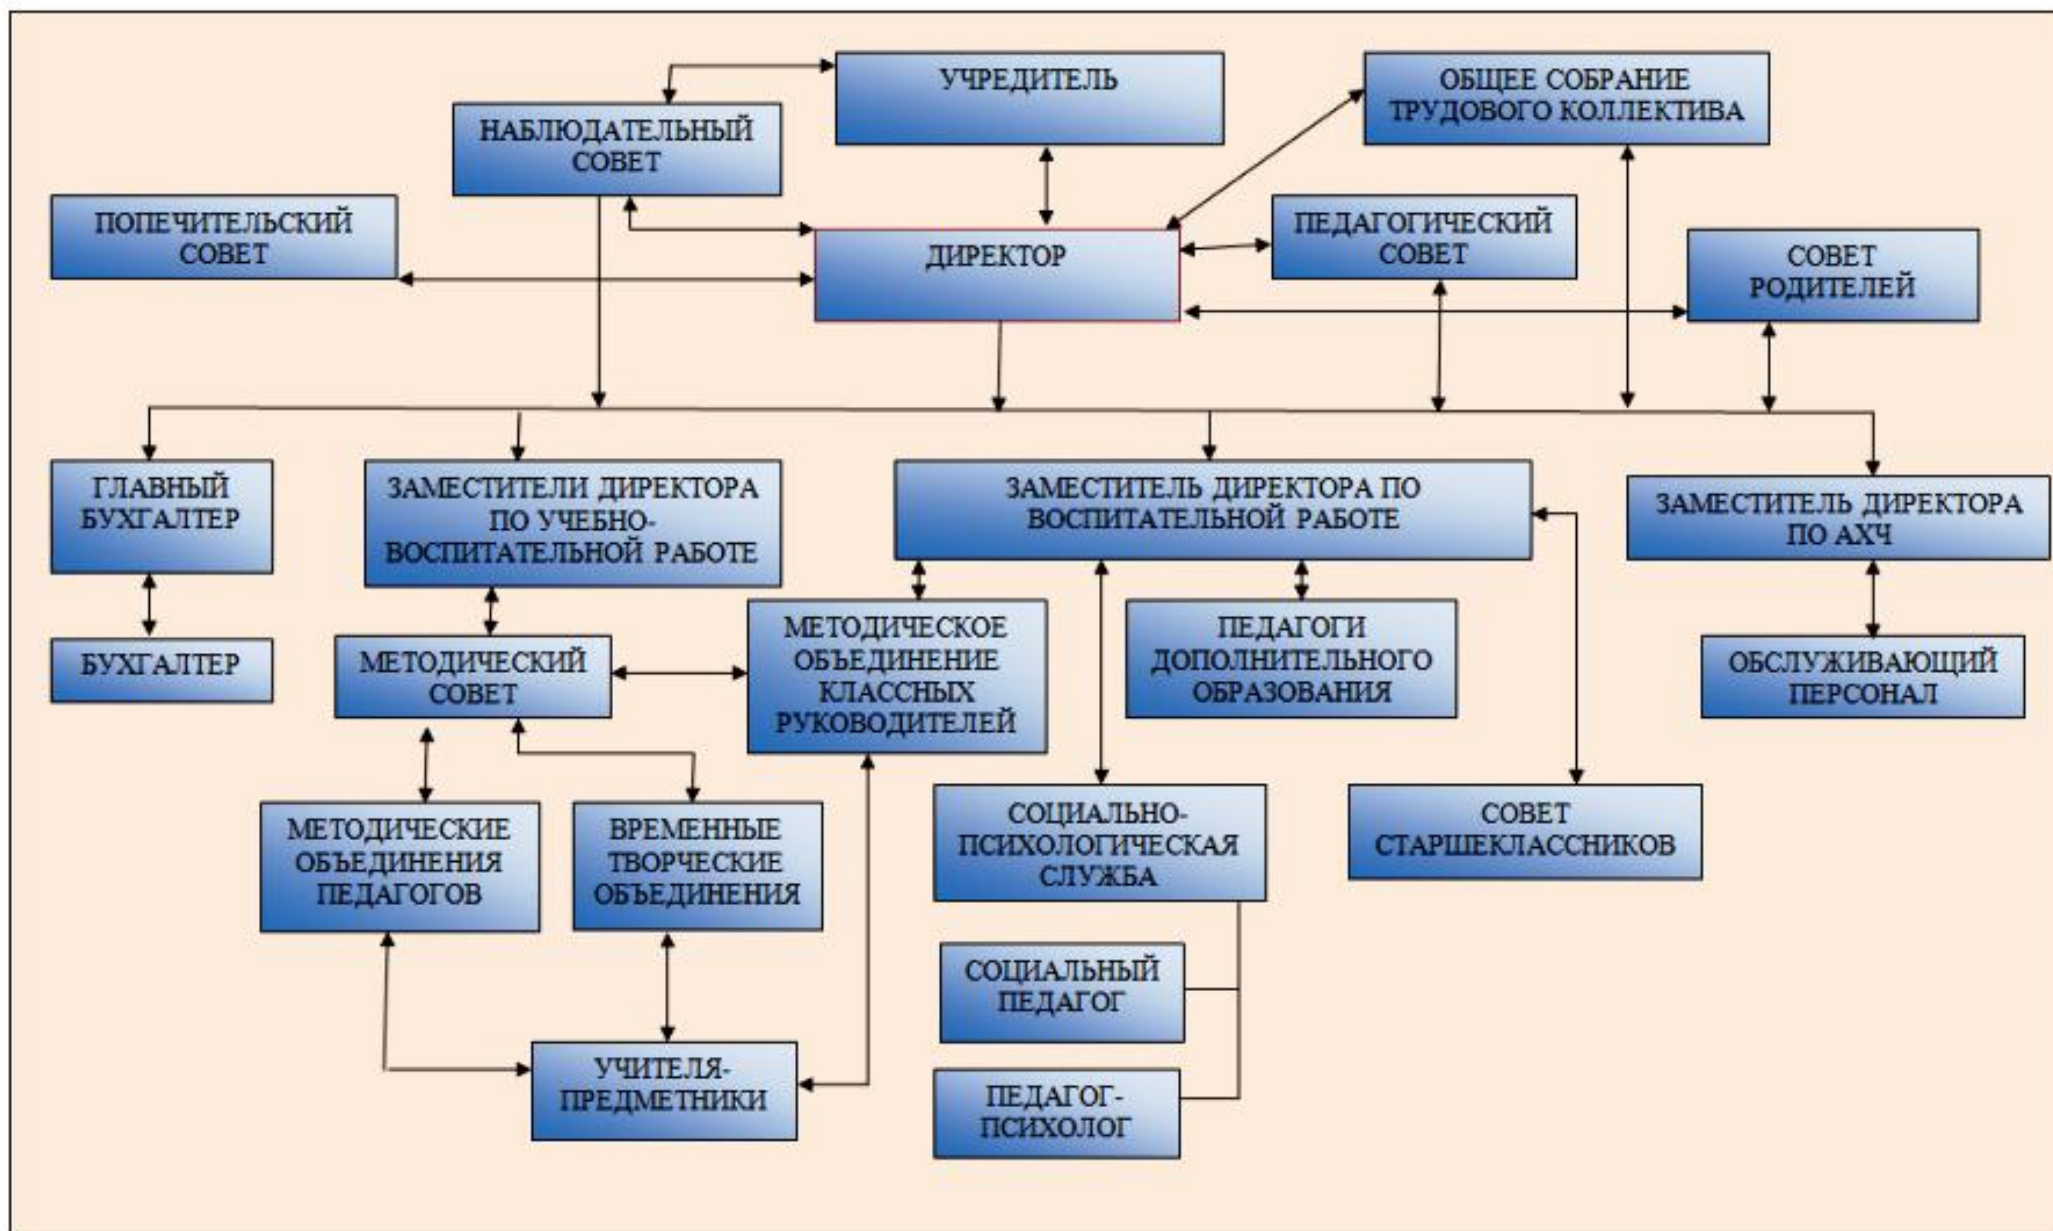 УЧРЕДИТЕЛЬ
ОБЩЕЕ СОБРАНИЕ
ТРУДОВОГО КОЛЛЕКТИВА
НАБЛЮДАТЕЛЬНЫЙ
СОВЕТ
ПОПЕЧИТЕЛЬСКИЙ
СОВЕТ
ДИРЕКТОР
ПЕДАГОГИЧЕСКИЙ
СОВЕТ
СОВЕТ
РОДИТЕЛЕЙ
ГЛАВНЫЙ
БУХГАЛТЕР
ЗАМЕСТИТЕЛИ ДИРЕКТОРА
ПО УЧЕБНО-
ВОСПИТАТЕЛЬНОЙ РАБОТЕ
ЗАМЕСТИТЕЛЬ ДИРЕКТОРА ПО
ВОСПИТАТЕЛЬНОЙ РАБОТЕ
ЗАМЕСТИТЕЛЬ ДИРЕКТОРА
ПО АХЧ
БУХГАЛТЕР
МЕТОДИЧЕСКИЙ
СОВЕТ
МЕТОДИЧЕСКОЕ
ОБЪЕДИНЕНИЕ
КЛАССНЫХ
РУКОВОДИТЕЛЕЙ
ПЕДАГОГИ
ДОПОЛНИТЕЛЬНОГО
ОБРАЗОВАНИЯ
ОБСЛУЖИВАЮЩИЙ
ПЕРСОНАЛ
МЕТОДИЧЕСКИЕ
ОБЪЕДИНЕНИЯ
ПЕДАГОГОВ
ВРЕМЕННЫЕ
ТВОРЧЕСКИЕ
ОБЪЕДИНЕНИЯ
СОЦИАЛЬНО-
ПСИХОЛОГИЧЕСКАЯ
СЛУЖБА
СОВЕТ
СТАРШЕКЛАССНИКОВ
СОЦИАЛЬНЫЙ
ПЕДАГОГ
УЧИТЕЛЯ-
ПРЕДМЕТНИКИ
ПЕДАГОГ-
ПСИХОЛОГ